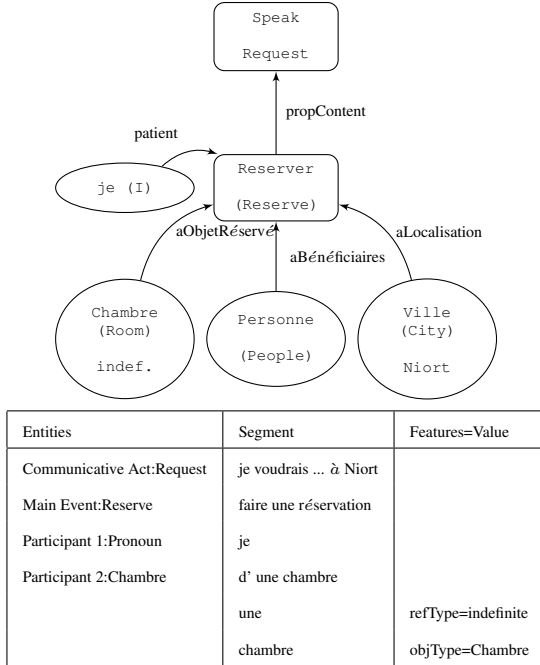 Speak
Request
propContent
patient
Reserver
(Reserve)
je (I)
aObjetRéservé
aBénéficiaires
aLocalisation
Chambre
(Room)
indef.
Personne
(People)
Ville
(City)
Niort
Entities Segment Features=Value
Communicative Act:Request je voudrais ... à Niort
Main Event:Reserve faire une réservation
Participant 1:Pronoun je
Participant 2:Chambre d' une chambre
une refType=indefinite
chambre objType=Chambre